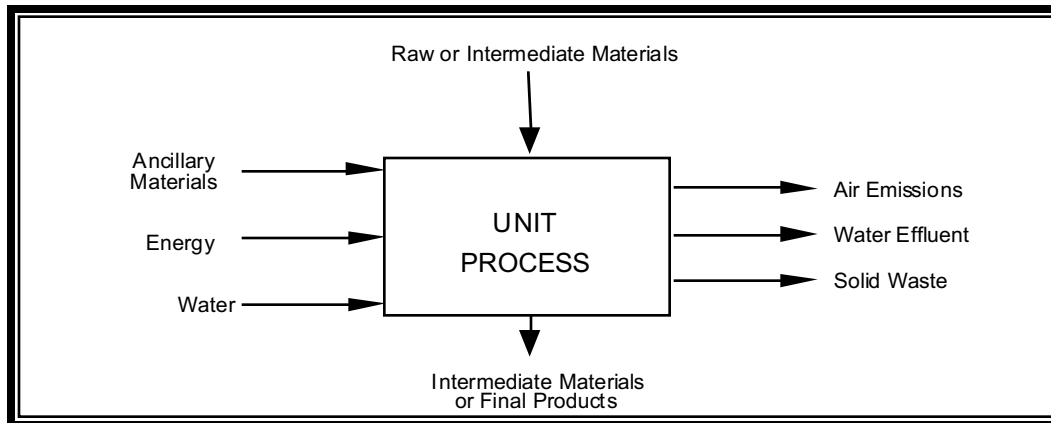 Raw or Intermediate Materials
Ancillary
Materials
Energy
Water
UNIT
PROCESS
Air Emissions
Water Effluent
Solid Waste
Intermediate Materials
or Final Products